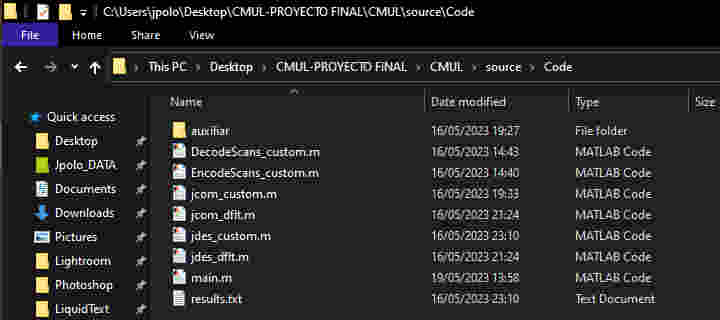 C:\Users\jpolo\Desktop\CMUL-PROYECTO FINAL\CMUL\source\Code
File Home Share View
This PC > Desktop > CMUL-PROYECTO FINAL > CMUL > source > Code
Name Date modified Type Size
Quick access
Desktop
Jpolo_DATA
Documents
Downloads
Pictures
Lightroom
Photoshop
LiquidText
auxiliar 16/05/2023 19:27 File folder
DecodeScans_custom.m 16/05/2023 14:43 MATLAB Code
EncodeScans_custom.m 16/05/2023 14:40 MATLAB Code
jcom_custom.m 16/05/2023 19:33 MATLAB Code
jcom_dflt.m 16/05/2023 21:24 MATLAB Code
jdes_custom.m 16/05/2023 23:10 MATLAB Code
jdes_dflt.m 16/05/2023 21:24 MATLAB Code
main.m 19/05/2023 13:58 MATLAB Code
results.txt 16/05/2023 23:10 Text Document